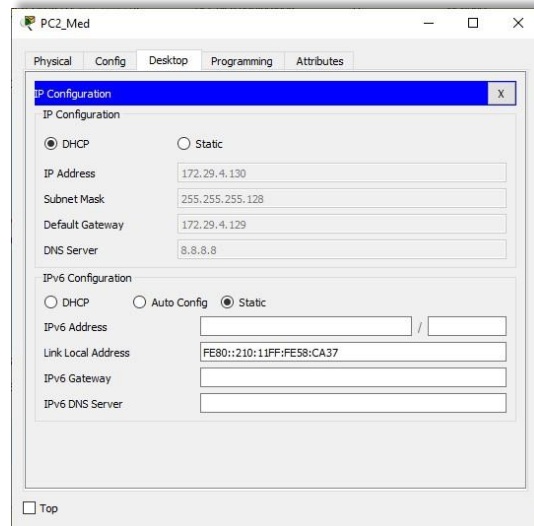 PC2_Med
Physical Config Desktop Programming Attributes
IP Configuration X
IP Configuration
DHCP Static
IP Address 172.29.4.130
Subnet Mask 255.255.255.128
Default Gateway 172.29.4.129
DNS Server 8.8.8.8
IPv6 Configuration
DHCP Auto Config Static
IPv6 Address /
Link Local Address FE80::210:11FF:FE58:CA37
IPv6 Gateway
IPv6 DNS Server
Top